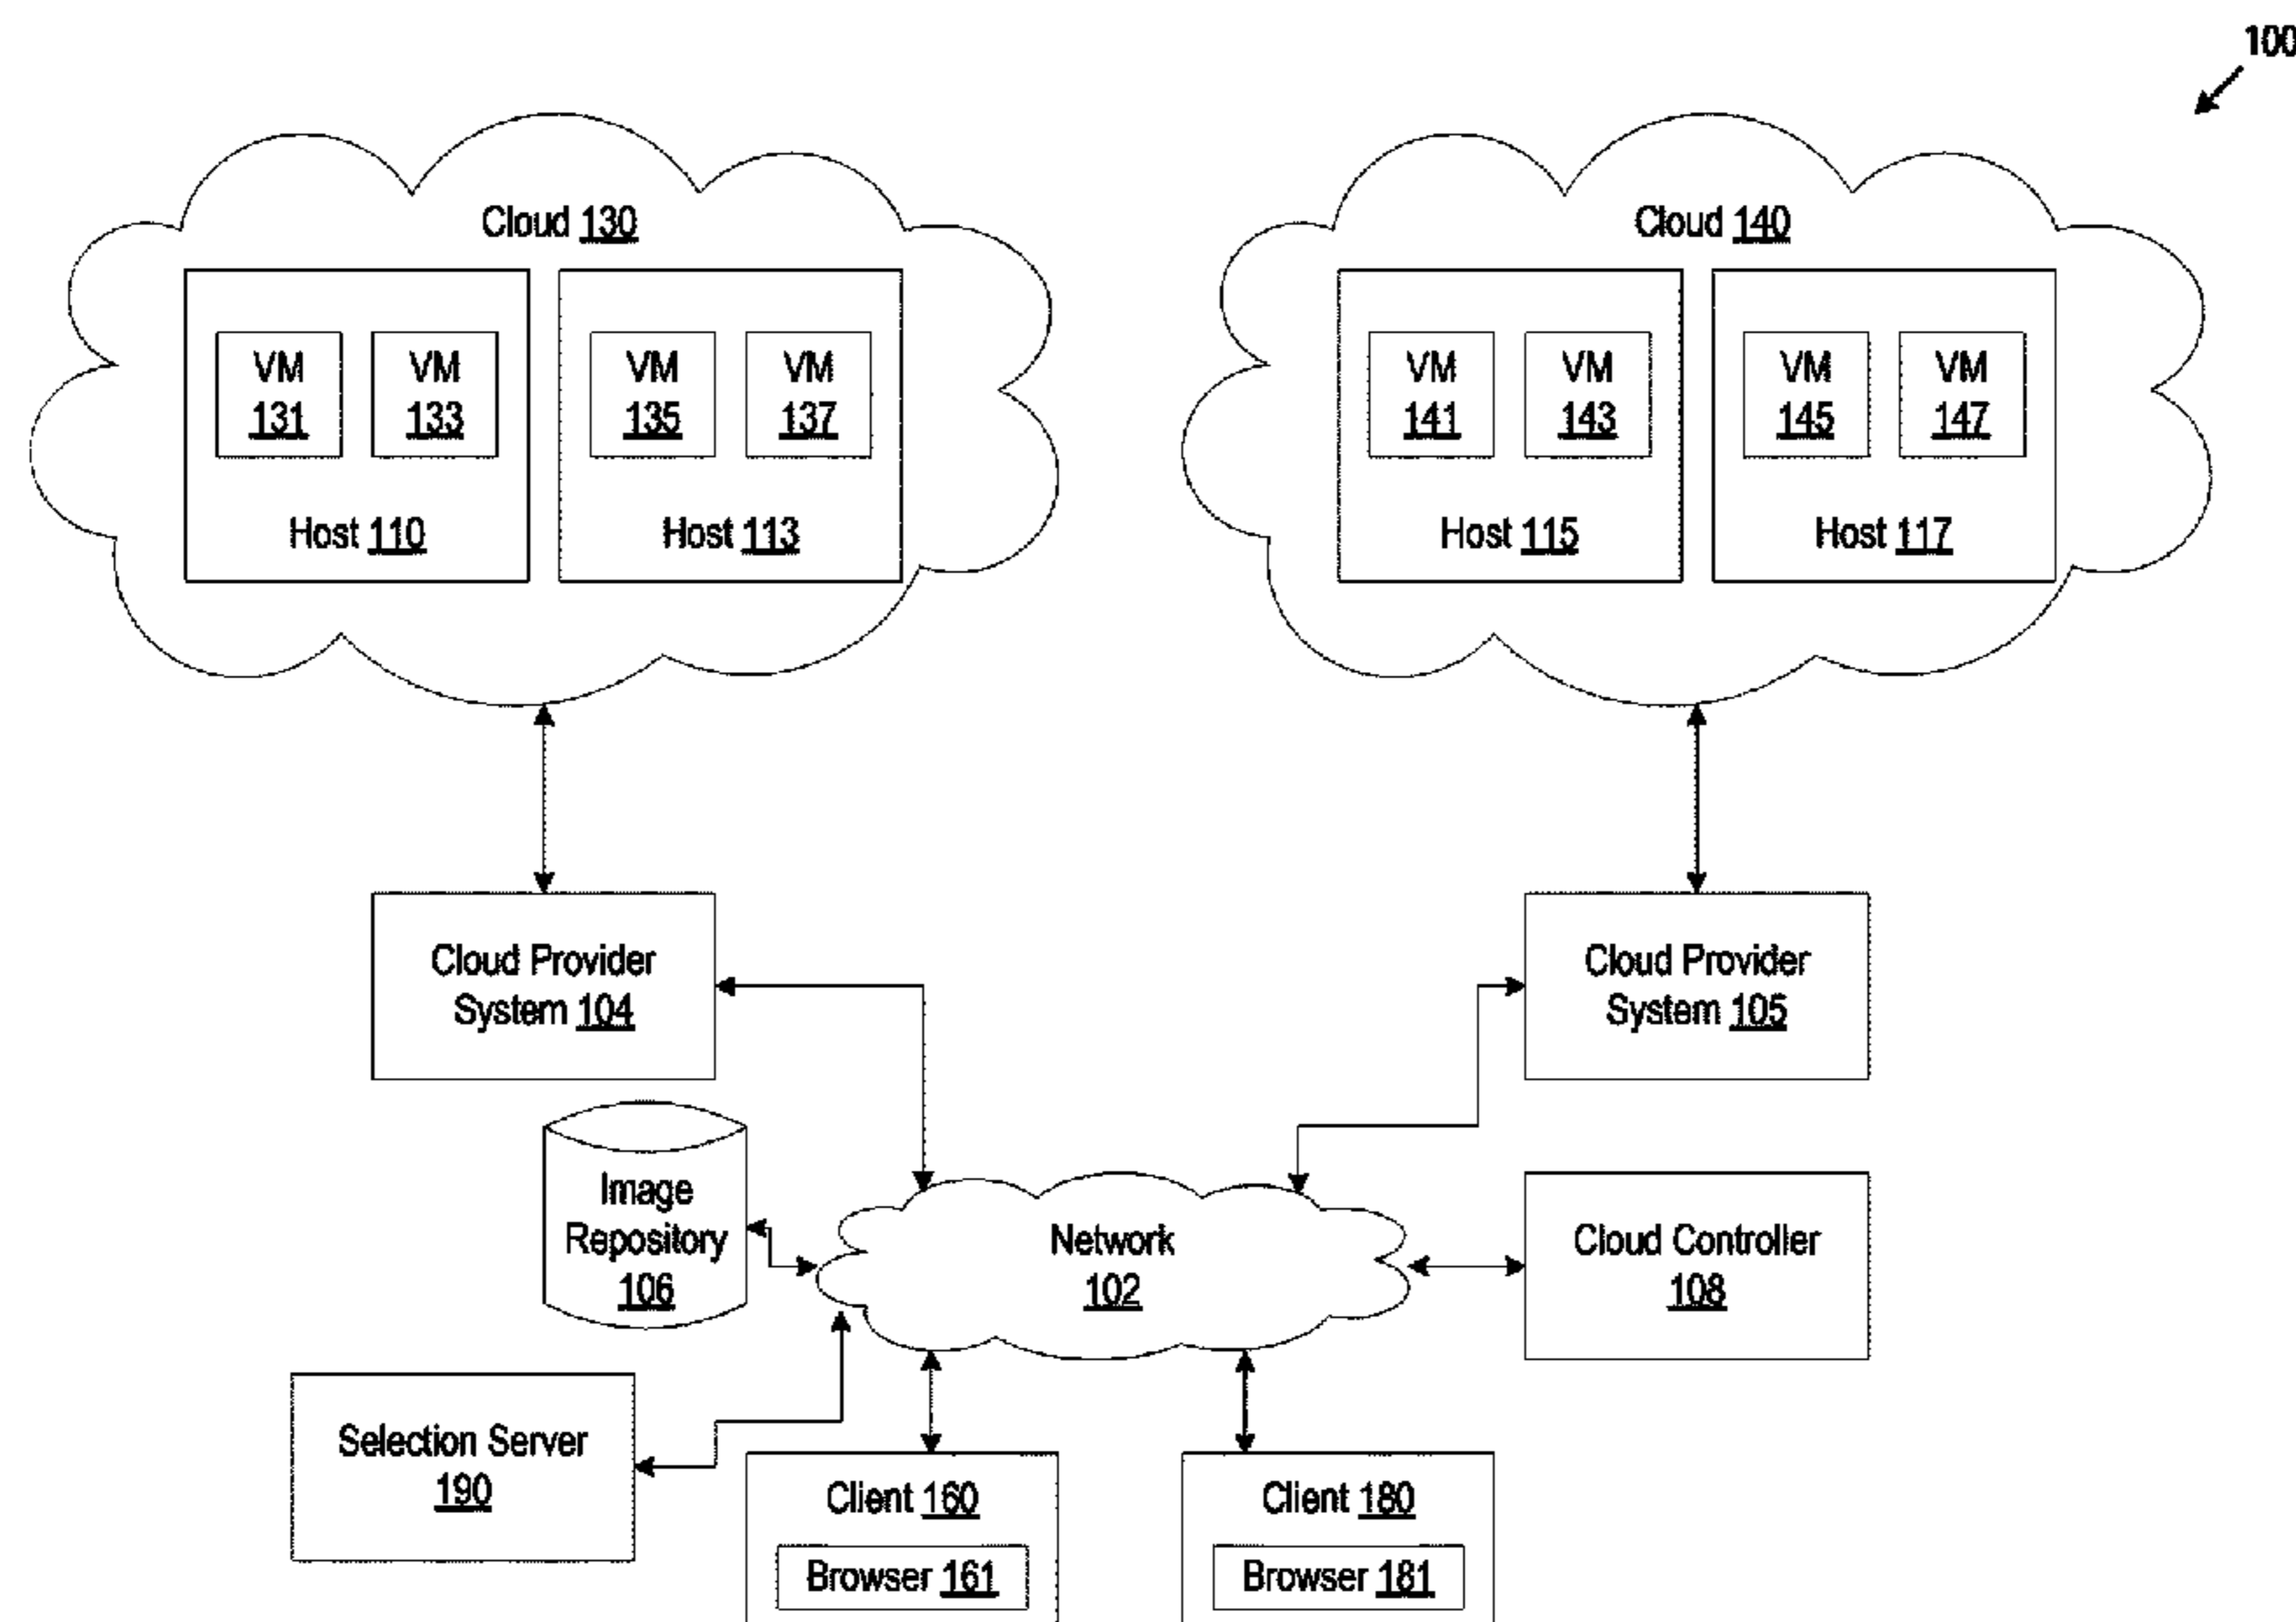 100
Cloud 130
VM
131
VM
133
Host 110
VM
135
VM
137
Host 113
Cloud 140
VM
141
VM
143
Host 115
VM
145
VM
147
Host 117
Cloud Provider
System 104
Cloud Provider
System 105
Image
Repository
106
Network
102
Cloud Controller
108
Selection Server
190
Client 160
Browser 161
Client 180
Browser 181